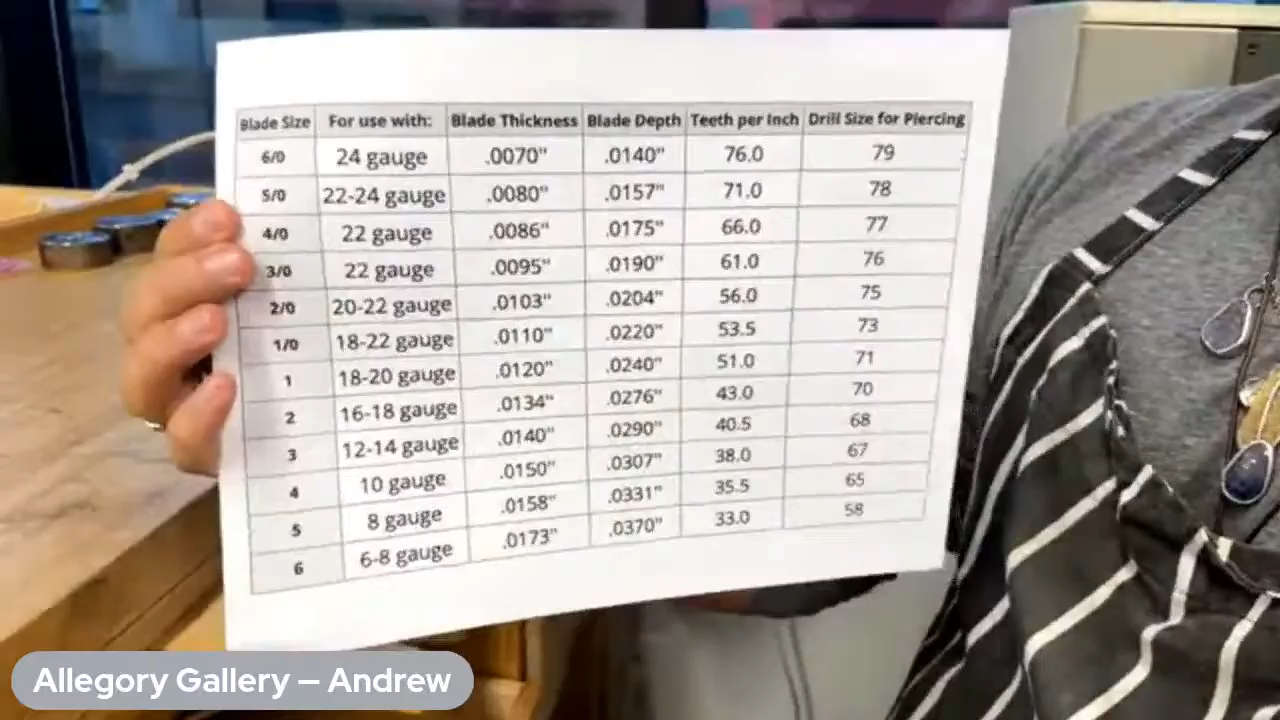 Blade Size For use with: Blade Thickness Blade Depth Teeth per Inch Drill Size for Piercing
6/0 24 gauge .0070" .0140" 76.0 79
5/0 22-24 gauge .0080" .0157" 71.0 78
4/0 22 gauge .0086" .0175" 66.0 77
3/0 22 gauge .0095" .0190" 61.0 76
2/0 20-22 gauge .0103" .0204" 56.0 75
1/0 18-22 gauge .0110" .0220" 53.5 73
1 18-20 gauge .0120" .0240" 51.0 71
2 16-18 gauge .0134" .0276" 43.0 70
3 12-14 gauge .0140" .0290" 40.5 68
4 10 gauge .0150" .0307" 38.0 67
5 8 gauge .0158" .0331" 35.5 65
6 6-8 gauge .0173" .0370" 33.0 58
Allegory Gallery – Andrew